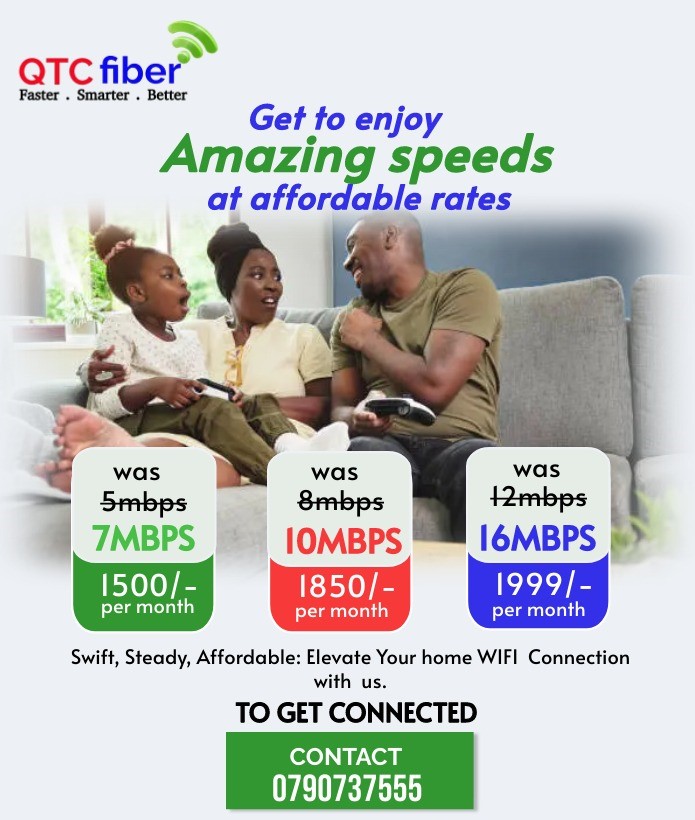 QTC fiber
Faster . Smarter . Better
Get to enjoy
Amazing speeds
at affordable rates
was
5mbps
7MBPS
1500/-
per month
was
8mbps
10MBPS
1850/-
per month
was
12mbps
16MBPS
1999/-
per month
Swift, Steady, Affordable: Elevate Your home WIFI Connection
with us.
TO GET CONNECTED
CONTACT
0790737555